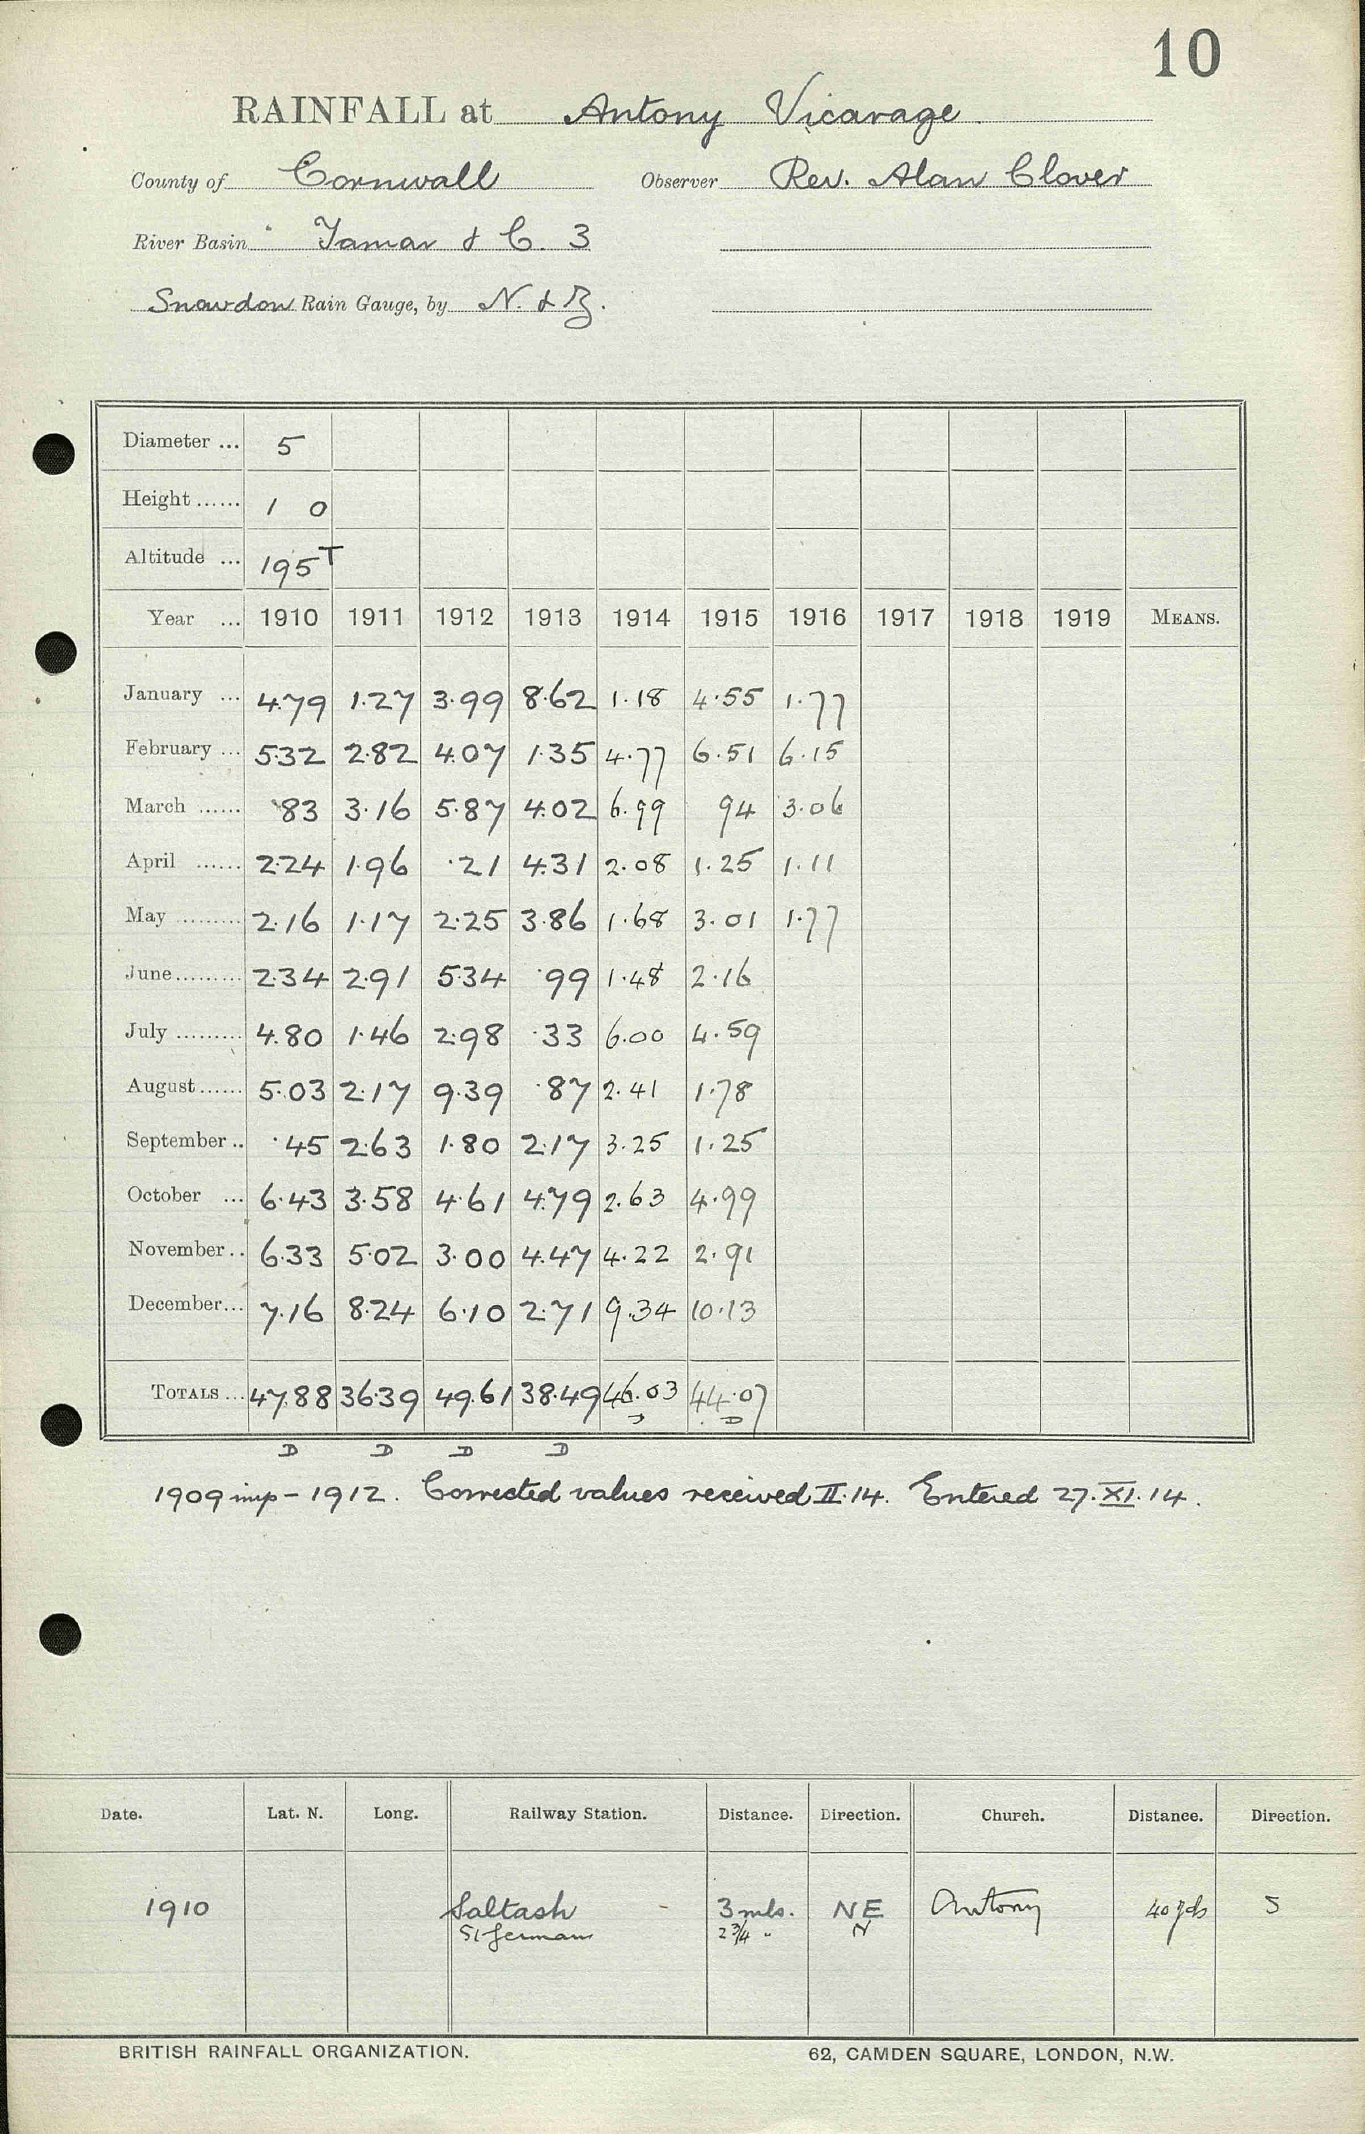 10
RAINFALL at Antony Vicarage.
County of Cornwall Observer Rev. Alan Clover
River Basin Tamar & C. 3
Snowdon Rain Gauge, by N. & Z.
Diameter ... 5
Height ...... 1 0
Altitude ... 195 T
Year ... 1910 1911 1912 1913 1914 1915 1916 1917 1918 1919 MEANS.
January ... 4.79 1.27 3.99 8.62 1.18 4.55 1.77
February ... 5.32 2.82 4.07 1.35 4.77 6.51 6.15
March ...... .83 3.16 5.87 4.02 6.99 94 3.06
April ...... 2.24 1.96 .21 4.31 2.08 1.25 1.11
May ......... 2.16 1.17 2.25 3.86 1.68 3.01 1.77
June ......... 2.34 2.91 5.34 .99 1.48 2.16
July ......... 4.80 1.46 2.98 .33 6.00 4.59
August ...... 5.03 2.17 9.39 .87 2.41 1.78
September .. .45 2.63 1.80 2.17 3.25 1.25
October ... 6.43 3.58 4.61 4.79 2.63 4.99
November .. 6.33 5.02 3.00 4.47 4.22 2.91
December ... 7.16 8.24 6.10 2.71 9.34 10.13
TOTALS ... 47.88 36.39 49.61 38.49 46.03 44.07
D D D D
1909 imp - 1912. Corrected values received II.14. Entered 27.XI.14.
Date. Lat. N. Long. Railway Station. Distance. Direction. Church. Distance. Direction.
1910 Saltash 3 mls. NE Antony 40 yds S
St Germans 2 3/4 " N
BRITISH RAINFALL ORGANIZATION. 62, CAMDEN SQUARE, LONDON, N.W.